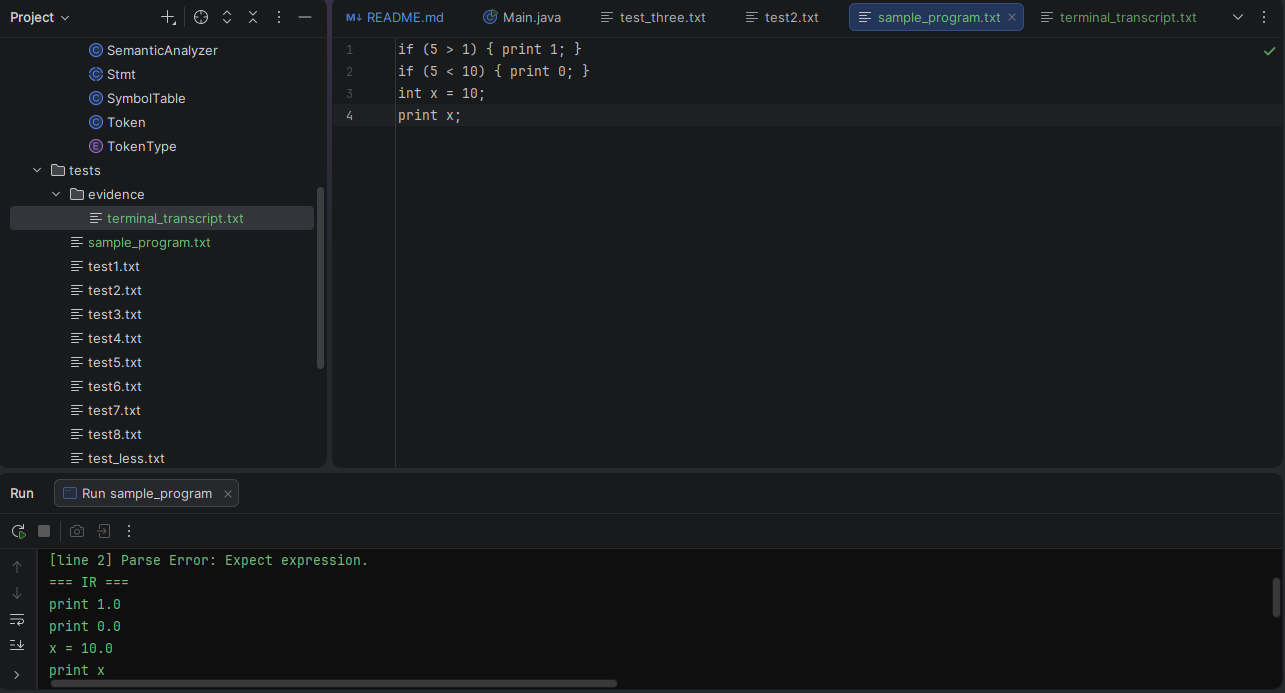 Project
README.md
Main.java
test_three.txt
test2.txt
sample_program.txt
terminal_transcript.txt
SemanticAnalyzer
Stmt
SymbolTable
Token
TokenType
tests
evidence
terminal_transcript.txt
sample_program.txt
test1.txt
test2.txt
test3.txt
test4.txt
test5.txt
test6.txt
test7.txt
test8.txt
test_less.txt
1 if (5 > 1) { print 1; }
2 if (5 < 10) { print 0; }
3 int x = 10;
4 print x;
Run
Run sample_program
[line 2] Parse Error: Expect expression.
=== IR ===
print 1.0
print 0.0
x = 10.0
print x